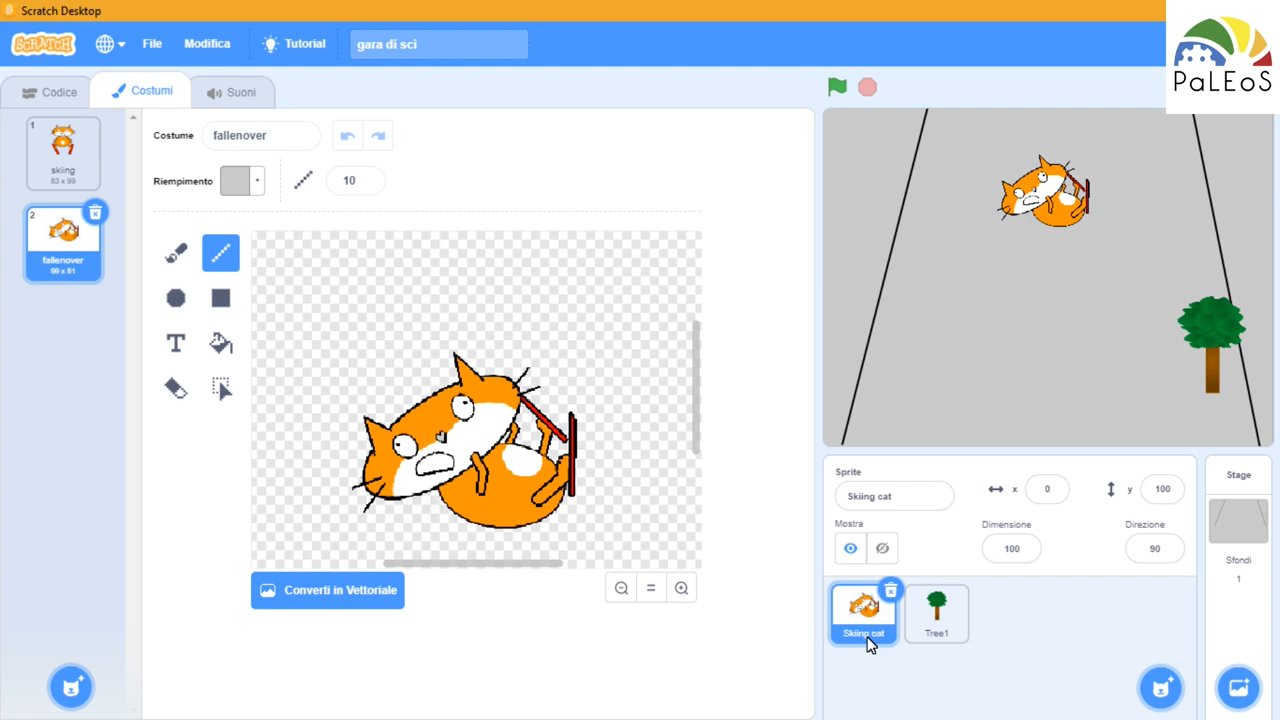 Scratch Desktop
SCRATCH File Modifica Tutorial gara di sci
PaLEoS
Codice Costumi Suoni
1
skiing
63 x 99
2
fallenover
99 x 81
Costume fallenover
Riempimento 10
T
Converti in Vettoriale
Sprite
Skiing cat x 0 y 100
Mostra Dimensione Direzione
100 90
Skiing cat Tree1
Stage
Sfondi
1